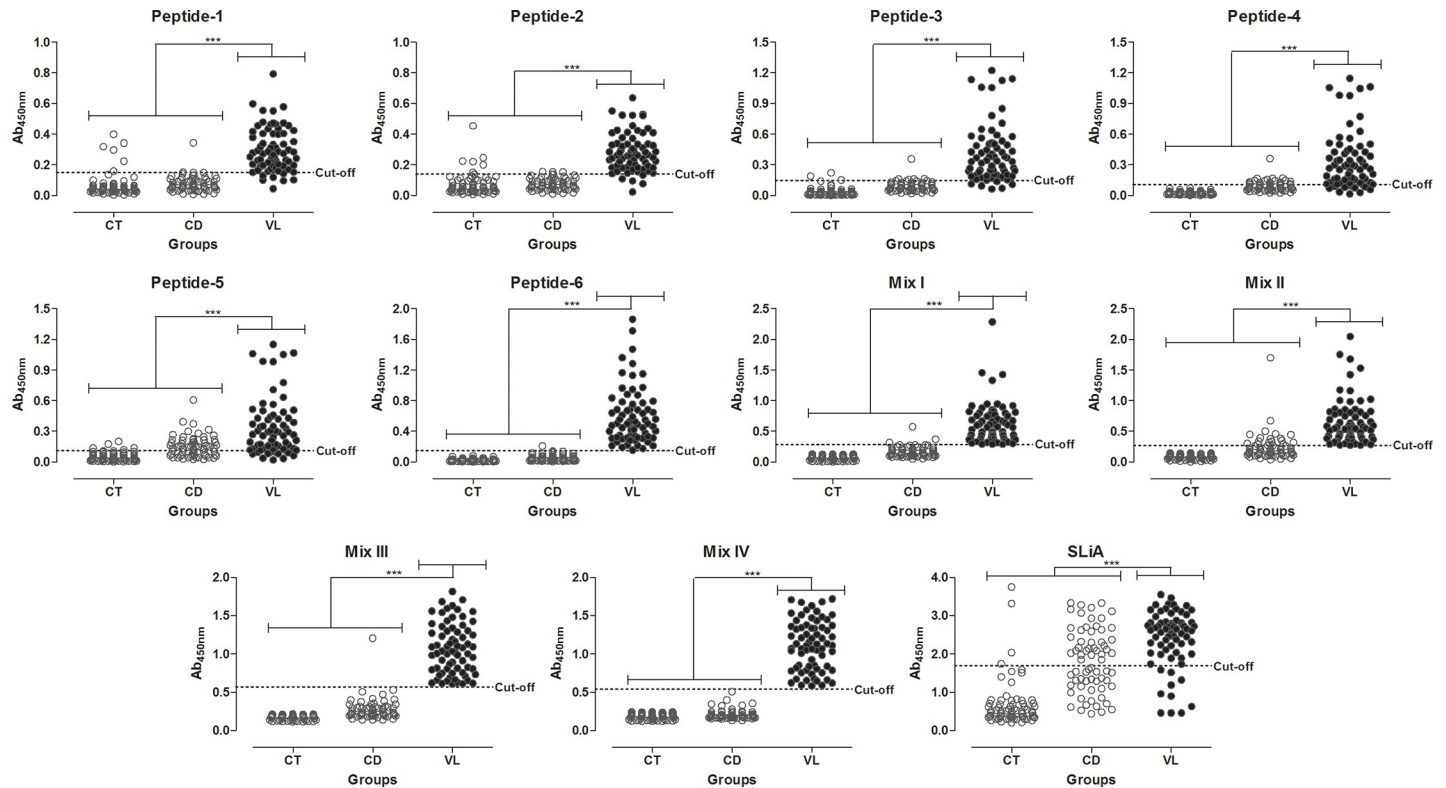 Peptide-1
1.0
0.8
0.6
0.4
0.2
0.0
Ab450nm
***
Cut-off
CT CD VL
Groups
Peptide-2
1.0
0.8
0.6
0.4
0.2
0.0
Ab450nm
***
Cut-off
CT CD VL
Groups
Peptide-3
1.5
1.2
0.9
0.6
0.3
0.0
Ab450nm
***
Cut-off
CT CD VL
Groups
Peptide-4
1.5
1.2
0.9
0.6
0.3
0.0
Ab450nm
***
Cut-off
CT CD VL
Groups
Peptide-5
1.5
1.2
0.9
0.6
0.3
0.0
Ab450nm
***
Cut-off
CT CD VL
Groups
Peptide-6
2.0
1.6
1.2
0.8
0.4
0.0
Ab450nm
***
Cut-off
CT CD VL
Groups
Mix I
2.5
2.0
1.5
1.0
0.5
0.0
Ab450nm
***
Cut-off
CT CD VL
Groups
Mix II
2.5
2.0
1.5
1.0
0.5
0.0
Ab450nm
***
Cut-off
CT CD VL
Groups
Mix III
2.0
1.5
1.0
0.5
0.0
Ab450nm
***
Cut-off
CT CD VL
Groups
Mix IV
2.0
1.5
1.0
0.5
0.0
Ab450nm
***
Cut-off
CT CD VL
Groups
SLiA
4.0
3.0
2.0
1.0
0.0
Ab450nm
***
Cut-off
CT CD VL
Groups